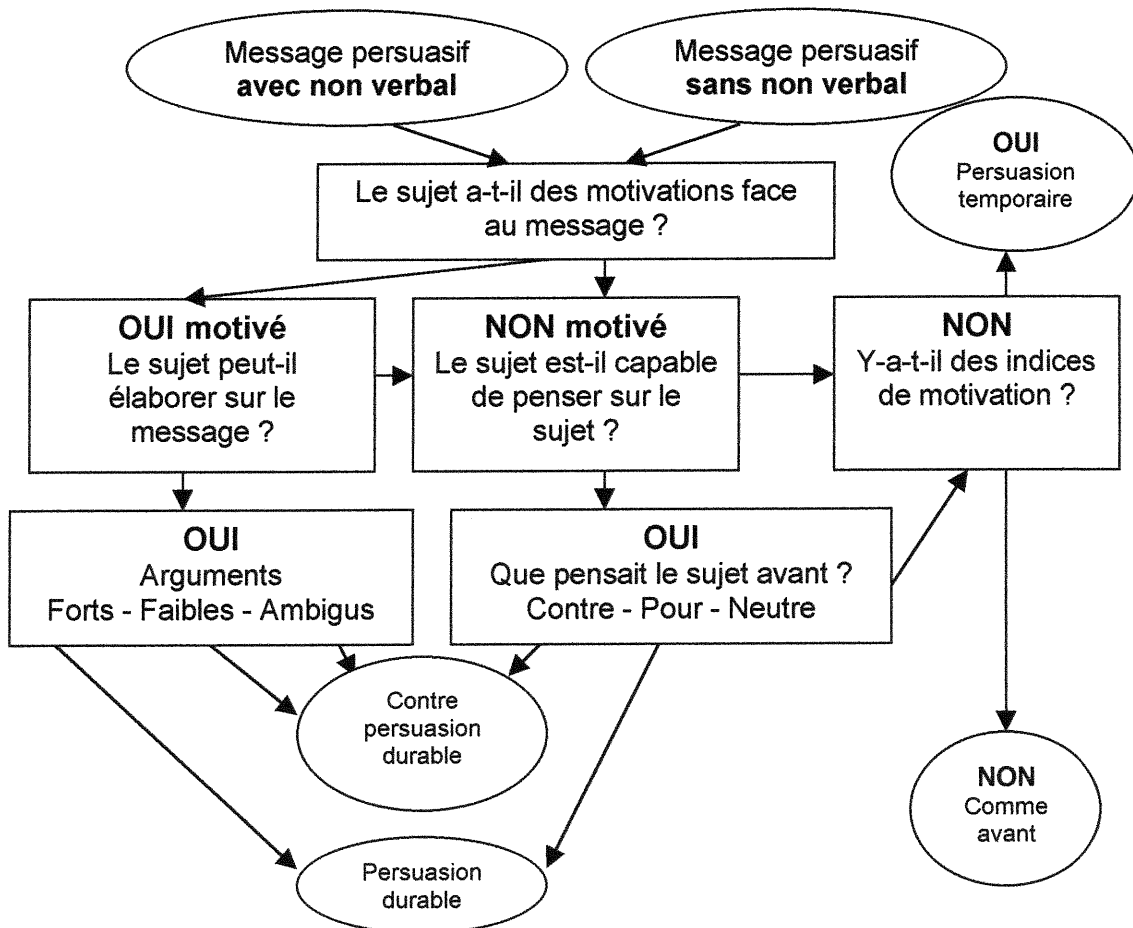 Message persuasif
avec non verbal
Message persuasif
sans non verbal
OUI
Persuasion
temporaire
Le sujet a-t-il des motivations face
au message ?
OUI motivé
Le sujet peut-il
élaborer sur le
message ?
NON motivé
Le sujet est-il capable
de penser sur le
sujet ?
NON
Y-a-t-il des indices
de motivation ?
OUI
Arguments
Forts - Faibles - Ambigus
OUI
Que pensait le sujet avant ?
Contre - Pour - Neutre
Contre
persuasion
durable
NON
Comme
avant
Persuasion
durable